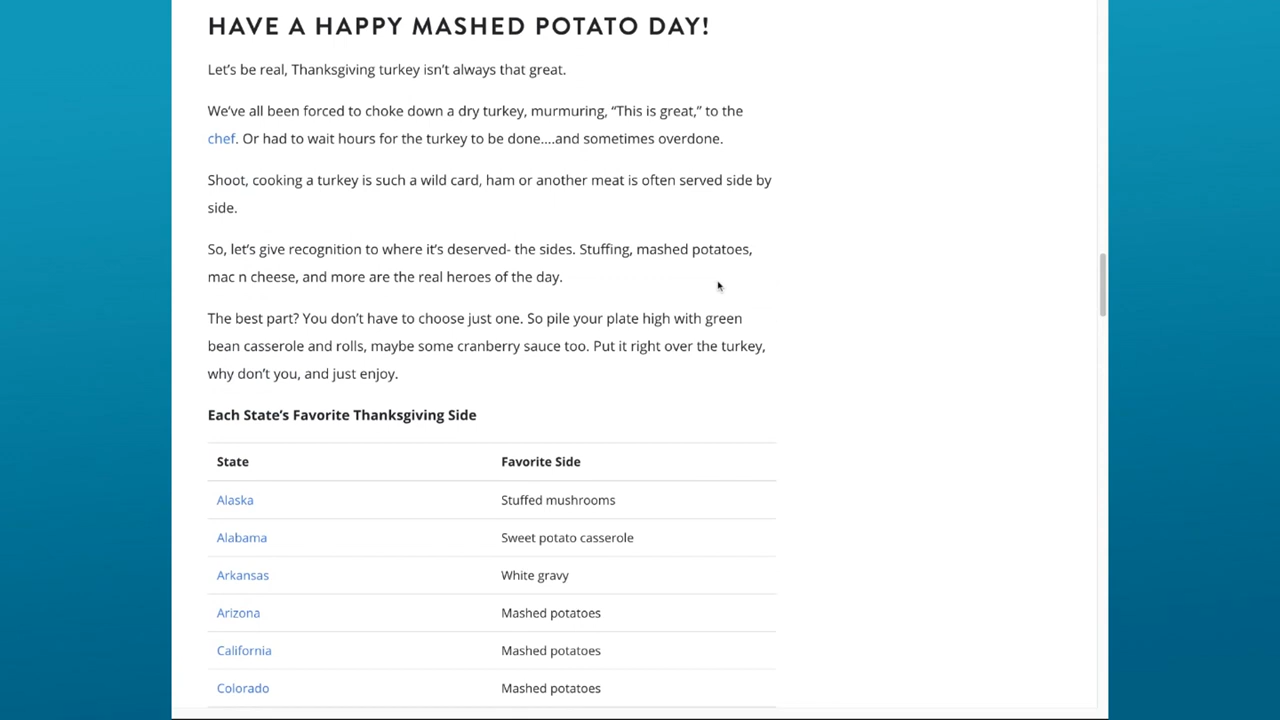 HAVE A HAPPY MASHED POTATO DAY!
Let’s be real, Thanksgiving turkey isn’t always that great.
We’ve all been forced to choke down a dry turkey, murmuring, “This is great,” to the
chef. Or had to wait hours for the turkey to be done....and sometimes overdone.
Shoot, cooking a turkey is such a wild card, ham or another meat is often served side by
side.
So, let’s give recognition to where it’s deserved- the sides. Stuffing, mashed potatoes,
mac n cheese, and more are the real heroes of the day.
The best part? You don’t have to choose just one. So pile your plate high with green
bean casserole and rolls, maybe some cranberry sauce too. Put it right over the turkey,
why don’t you, and just enjoy.
Each State’s Favorite Thanksgiving Side
State Favorite Side
Alaska Stuffed mushrooms
Alabama Sweet potato casserole
Arkansas White gravy
Arizona Mashed potatoes
California Mashed potatoes
Colorado Mashed potatoes